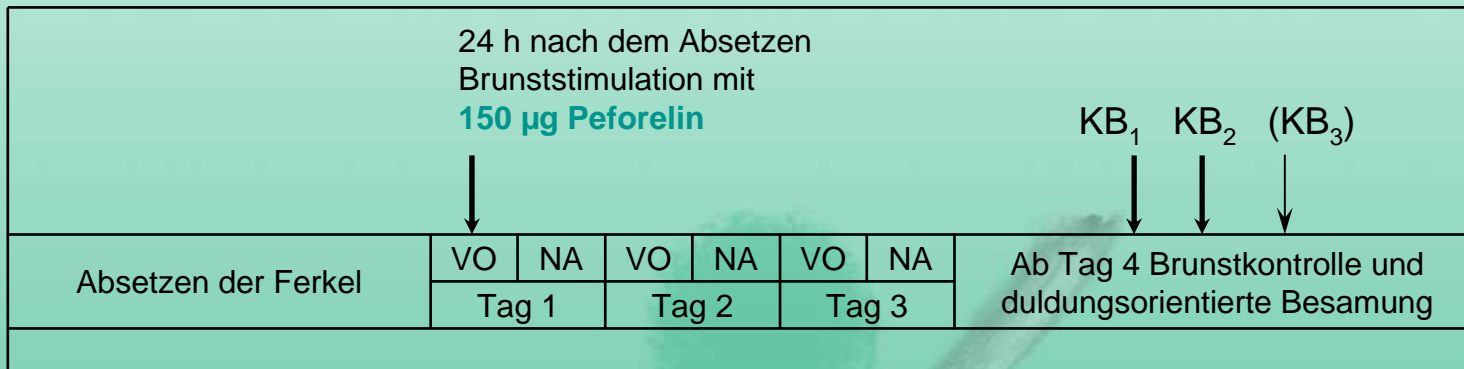 24 h nach dem Absetzen
Brunststimulation mit
150 µg Peforelin
KB₁ KB₂ (KB₃)
Absetzen der Ferkel
VO NA VO NA VO NA
Tag 1 Tag 2 Tag 3
Ab Tag 4 Brunstkontrolle und
duldungsorientierte Besamung